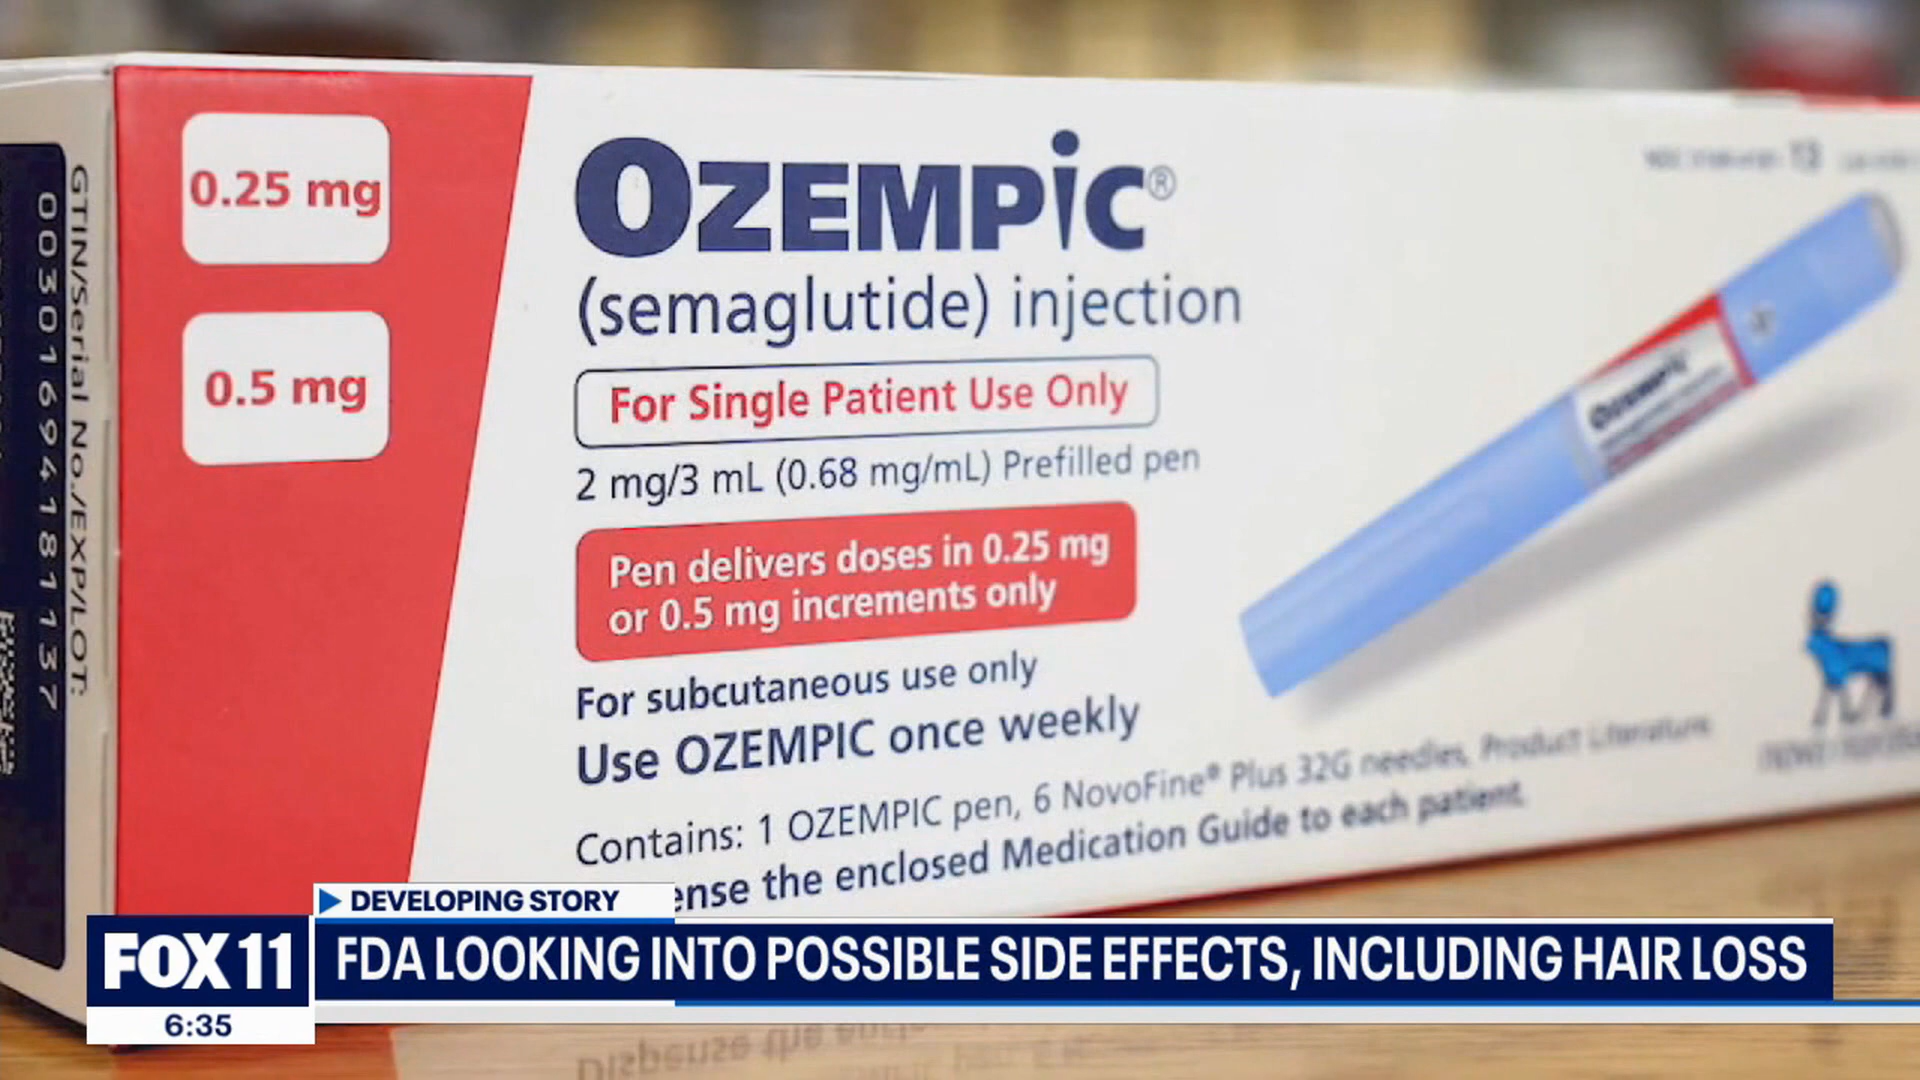 0.25 mg
0.5 mg
GTIN/Serial No./EXP/LOT:
00301694181137
OZEMPIC®
(semaglutide) injection
For Single Patient Use Only
2 mg/3 mL (0.68 mg/mL) Prefilled pen
Pen delivers doses in 0.25 mg
or 0.5 mg increments only
For subcutaneous use only
Use OZEMPIC once weekly
Contains: 1 OZEMPIC pen, 6 NovoFine® Plus 32G needles, Product Literature
ense the enclosed Medication Guide to each patient.
OZEMPIC
DEVELOPING STORY
FOX 11
FDA LOOKING INTO POSSIBLE SIDE EFFECTS, INCLUDING HAIR LOSS
6:35